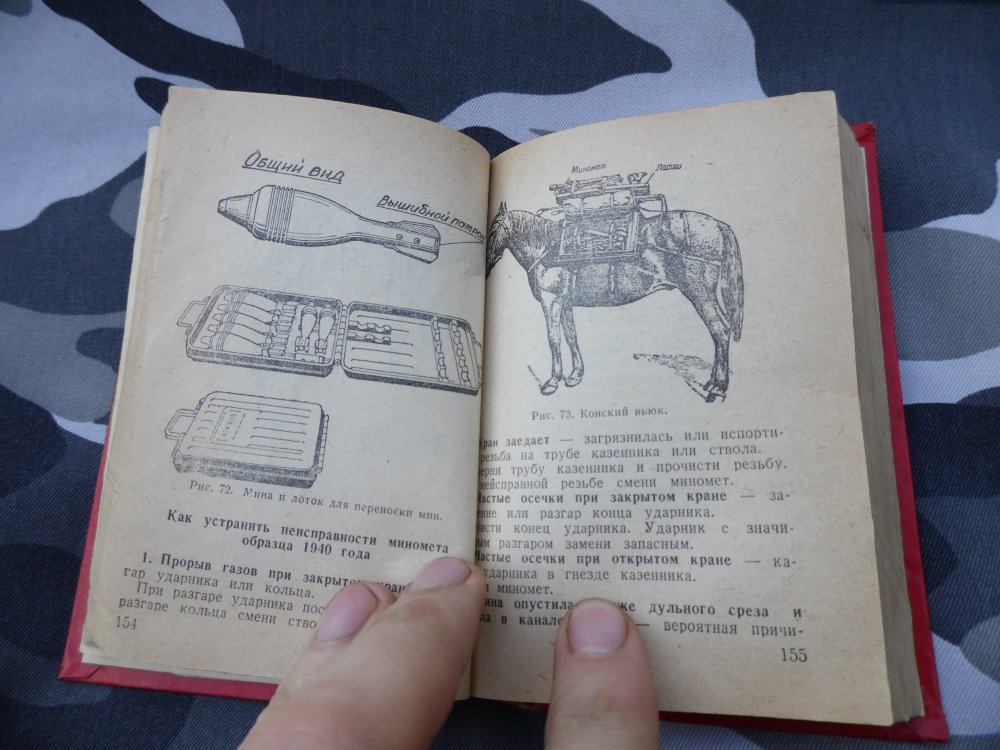 Общий вид
Вышибной патрон
Рис. 72. Мина и лоток для переноски мин.
Как устранить неисправности миномета
образца 1940 года
1. Прорыв газов при закрытом
гар ударника или кольца.
При разгаре ударника
разгаре кольца смени
154
Миномет Лотки
Рис. 73. Конский вьюк.
Кран заедает — загрязнилась или испорти-
резьба на трубе казенника или ствола.
трубу казенника и прочисти резьбу.
резьбе смени миномет.
Частые осечки при закрытом кране — за-
или разгар конца ударника.
конец ударника. Ударник с значи-
разгаром замени запасным.
Частые осечки при открытом кране — ка-
ударника в гнезде казенника.
миномет.
опустилась дульного среза и
в канале — вероятная причи-
155